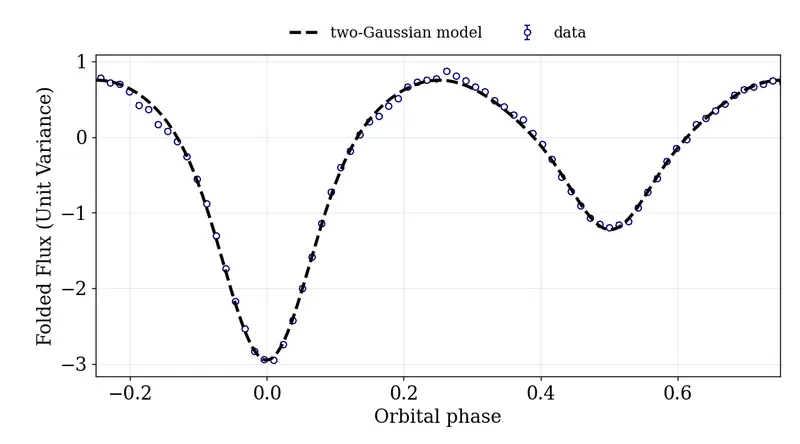 two-Gaussian model data
1
0
−1
−2
−3
Folded Flux (Unit Variance)
−0.2 0.0 0.2 0.4 0.6
Orbital phase